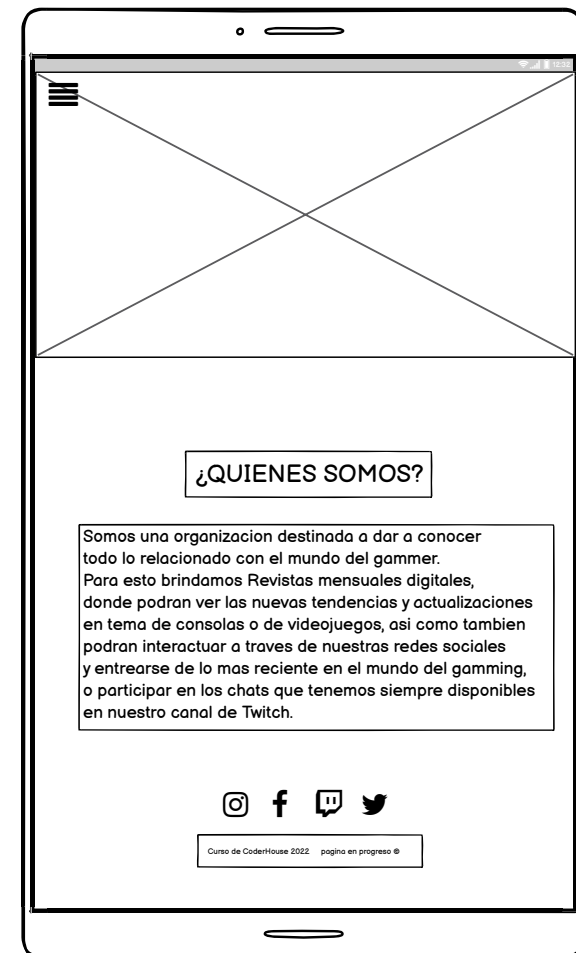 12:32
¿QUIENES SOMOS?
Somos una organizacion destinada a dar a conocer
todo lo relacionado con el mundo del gammer.
Para esto brindamos Revistas mensuales digitales,
donde podran ver las nuevas tendencias y actualizaciones
en tema de consolas o de videojuegos, asi como tambien
podran interactuar a traves de nuestras redes sociales
y entrearse de lo mas reciente en el mundo del gamming,
o participar en los chats que tenemos siempre disponibles
en nuestro canal de Twitch.
Curso de CoderHouse 2022 pagina en progreso ©